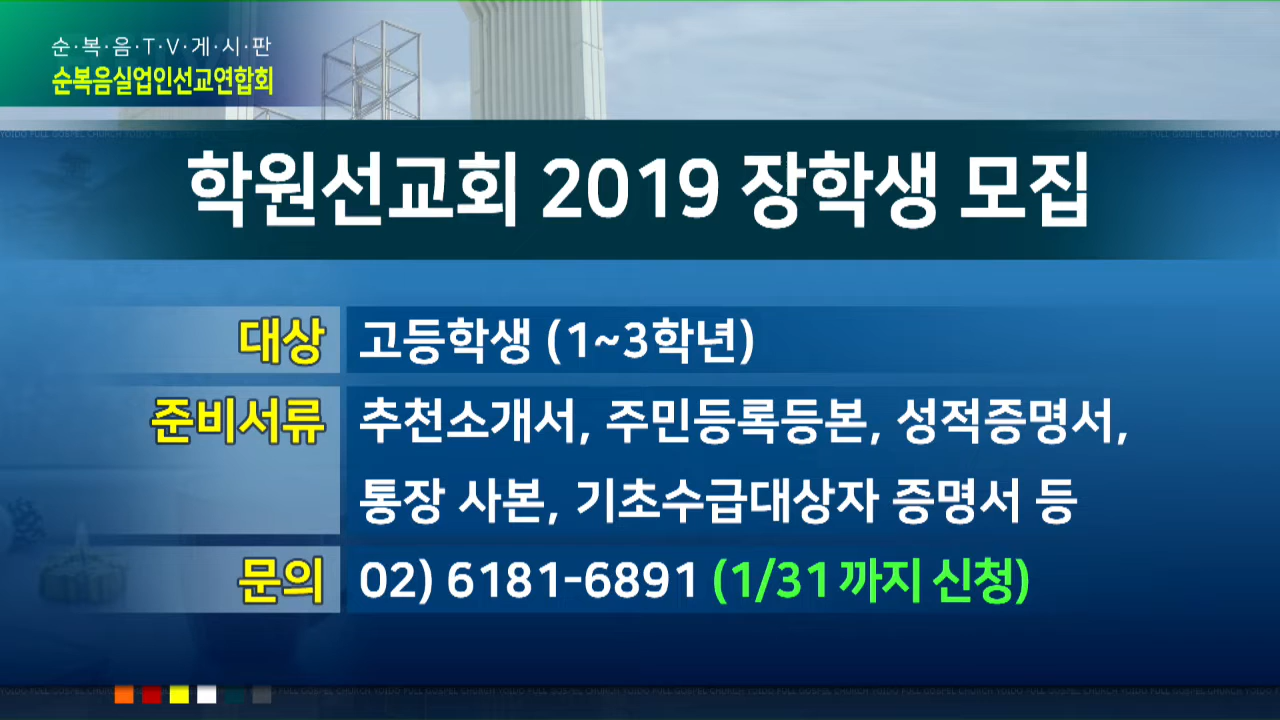 순·복·음·T·V·게·시·판
순복음실업인선교연합회
학원선교회 2019 장학생 모집
대상 고등학생 (1~3학년)
준비서류 추천소개서, 주민등록등본, 성적증명서,
통장 사본, 기초수급대상자 증명서 등
문의 02) 6181-6891 (1/31 까지 신청)